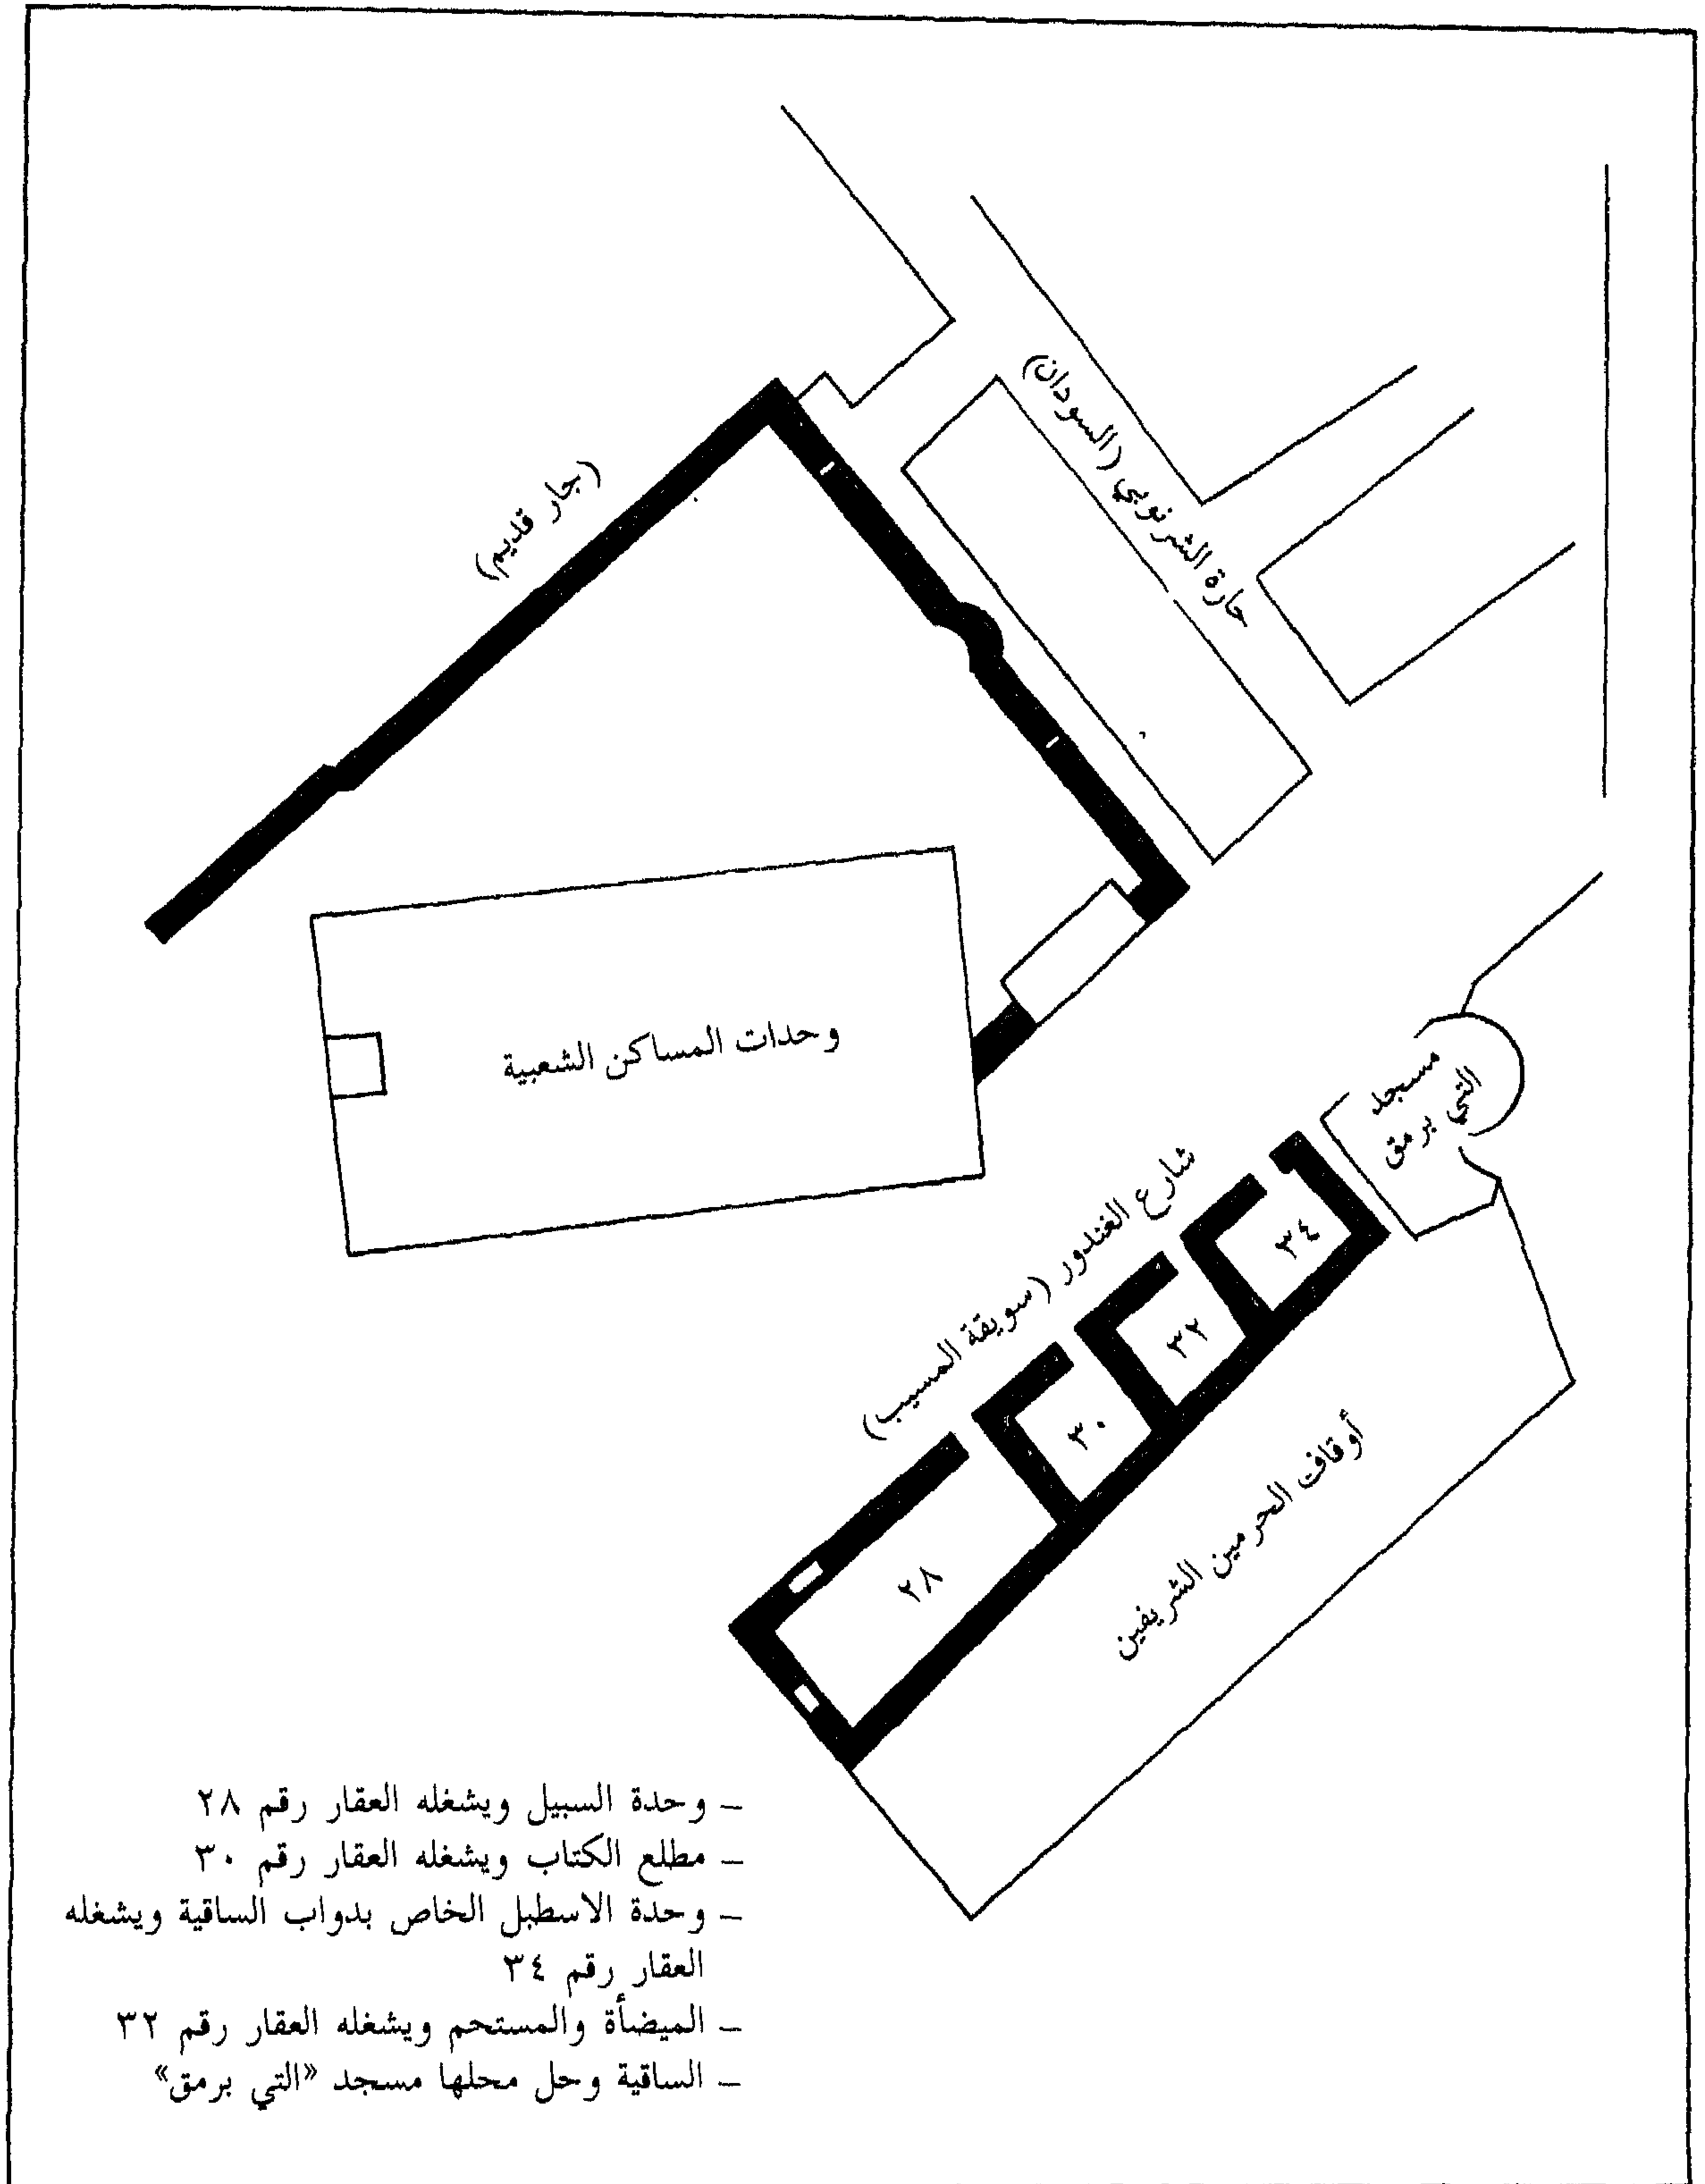 حارة الشرنوبي (السودان)
(جار قديم)
وحدات المساكن الشعبية
مسجد
التي برمق
شارع الغندور (سويقة المسيب)
٣٤
٣٢
٣٠
٢٨
أوقاف الحرمين الشريفين
– وحدة السبيل ويشغله العقار رقم ٢٨
– مطلع الكتاب ويشغله العقار رقم ٣٠
– وحدة الاسطبل الخاص بدواب الساقية ويشغله
العقار رقم ٣٤
– الميضأة والمستحم ويشغله العقار رقم ٣٢
– الساقية وحل محلها مسجد «التي برمق»